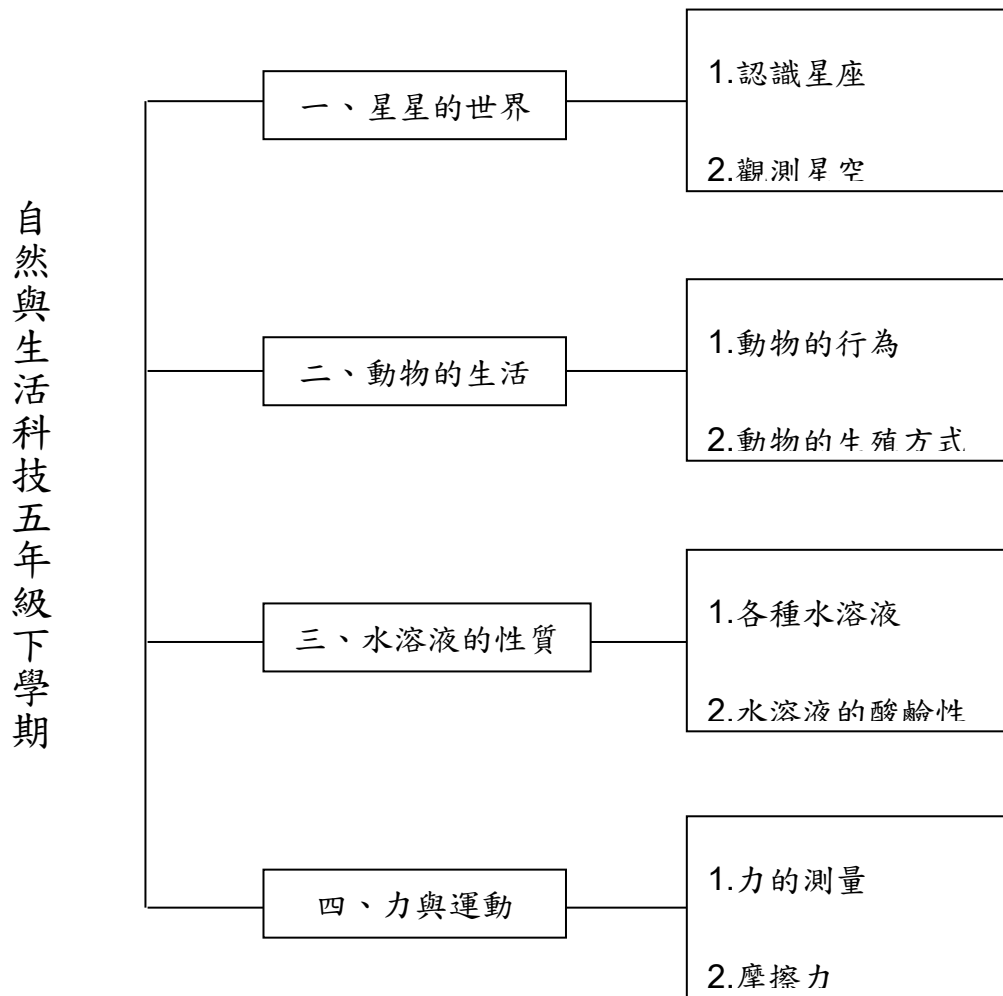 自然與生活科技五年級下學期
一、星星的世界
1.認識星座
2.觀測星空
二、動物的生活
1.動物的行為
2.動物的生殖方式
三、水溶液的性質
1.各種水溶液
2.水溶液的酸鹼性
四、力與運動
1.力的測量
2.摩擦力